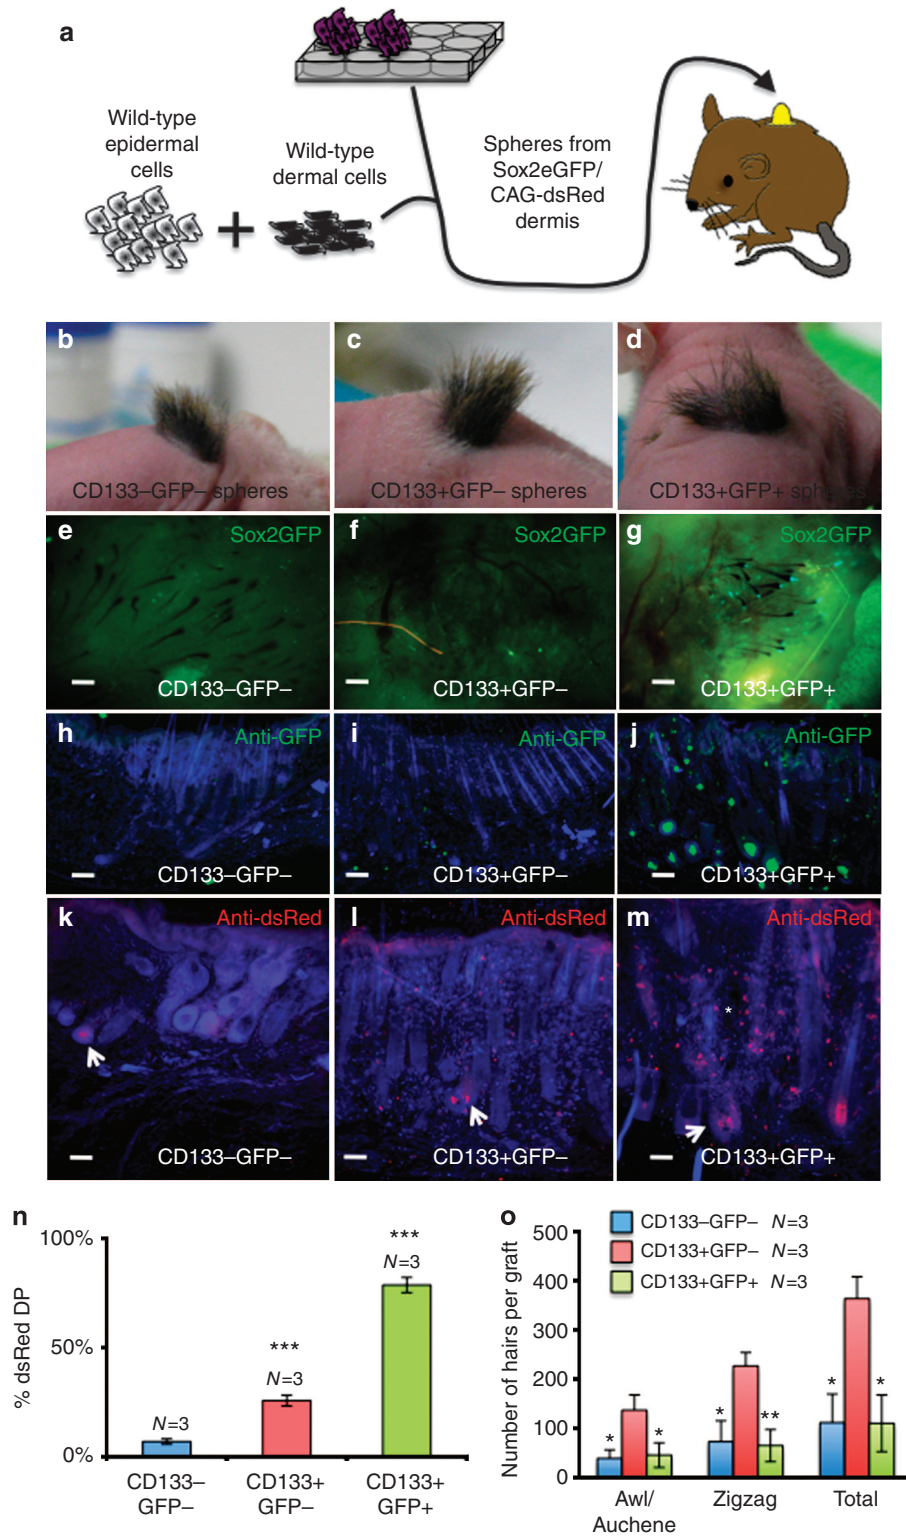 a
Wild-type
epidermal
cells
+
Wild-type
dermal cells
Spheres from
Sox2eGFP/
CAG-dsRed
dermis
b
CD133–GFP– spheres
c
CD133+GFP– spheres
d
CD133+GFP+ spheres
e
Sox2GFP
CD133–GFP–
f
Sox2GFP
CD133+GFP–
g
Sox2GFP
CD133+GFP+
h
Anti-GFP
CD133–GFP–
i
Anti-GFP
CD133+GFP–
j
Anti-GFP
CD133+GFP+
k
Anti-dsRed
CD133–GFP–
l
Anti-dsRed
CD133+GFP–
m
Anti-dsRed
*
CD133+GFP+
n
% dsRed DP
100%
50%
0%
N=3
***
N=3
***
N=3
CD133–
GFP–
CD133+
GFP–
CD133+
GFP+
o
Number of hairs per graft
500
400
300
200
100
0
CD133–GFP– N=3
CD133+GFP– N=3
CD133+GFP+ N=3
* *
* **
* *
Awl/
Auchene
Zigzag
Total